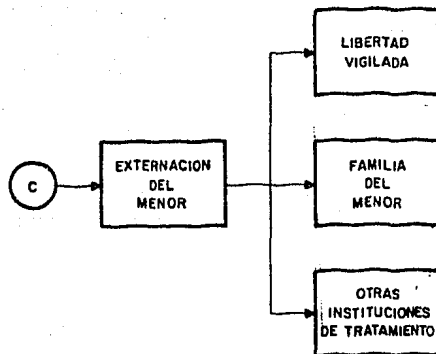 LIBERTAD
VIGILADA
C
EXTERNACION
DEL
MENOR
FAMILIA
DEL
MENOR
OTRAS
INSTITUCIONES
DE TRATAMIENTO